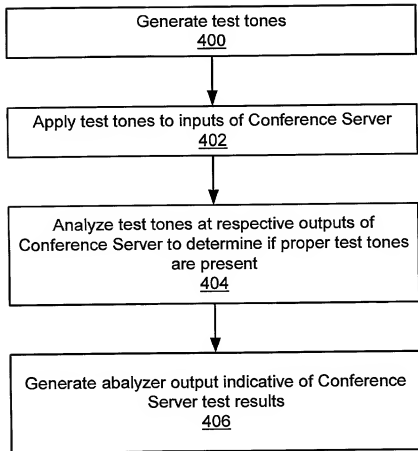 Generate test tones
400
Apply test tones to inputs of Conference Server
402
Analyze test tones at respective outputs of
Conference Server to determine if proper test tones
are present
404
Generate abalyzer output indicative of Conference
Server test results
406